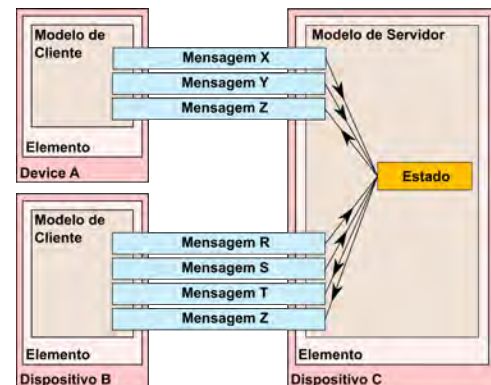 Modelo de
Cliente
Mensagem X
Mensagem Y
Mensagem Z
Elemento
Device A
Modelo de Servidor
Estado
Modelo de
Cliente
Mensagem R
Mensagem S
Mensagem T
Mensagem Z
Elemento
Dispositivo B
Elemento
Dispositivo C